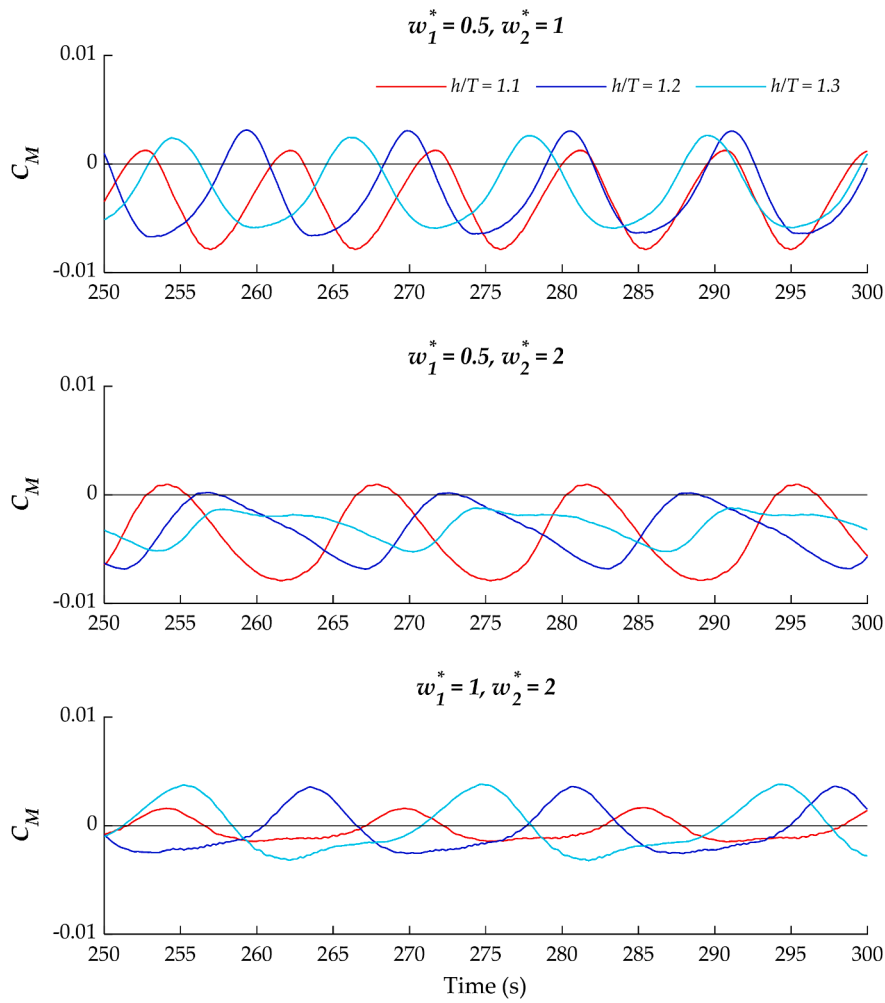 w₁* = 0.5, w₂* = 1
0.01
h/T = 1.1 h/T = 1.2 h/T = 1.3
C_M
0
-0.01
250 255 260 265 270 275 280 285 290 295 300
w₁* = 0.5, w₂* = 2
0.01
C_M
0
-0.01
250 255 260 265 270 275 280 285 290 295 300
w₁* = 1, w₂* = 2
0.01
C_M
0
-0.01
250 255 260 265 270 275 280 285 290 295 300
Time (s)